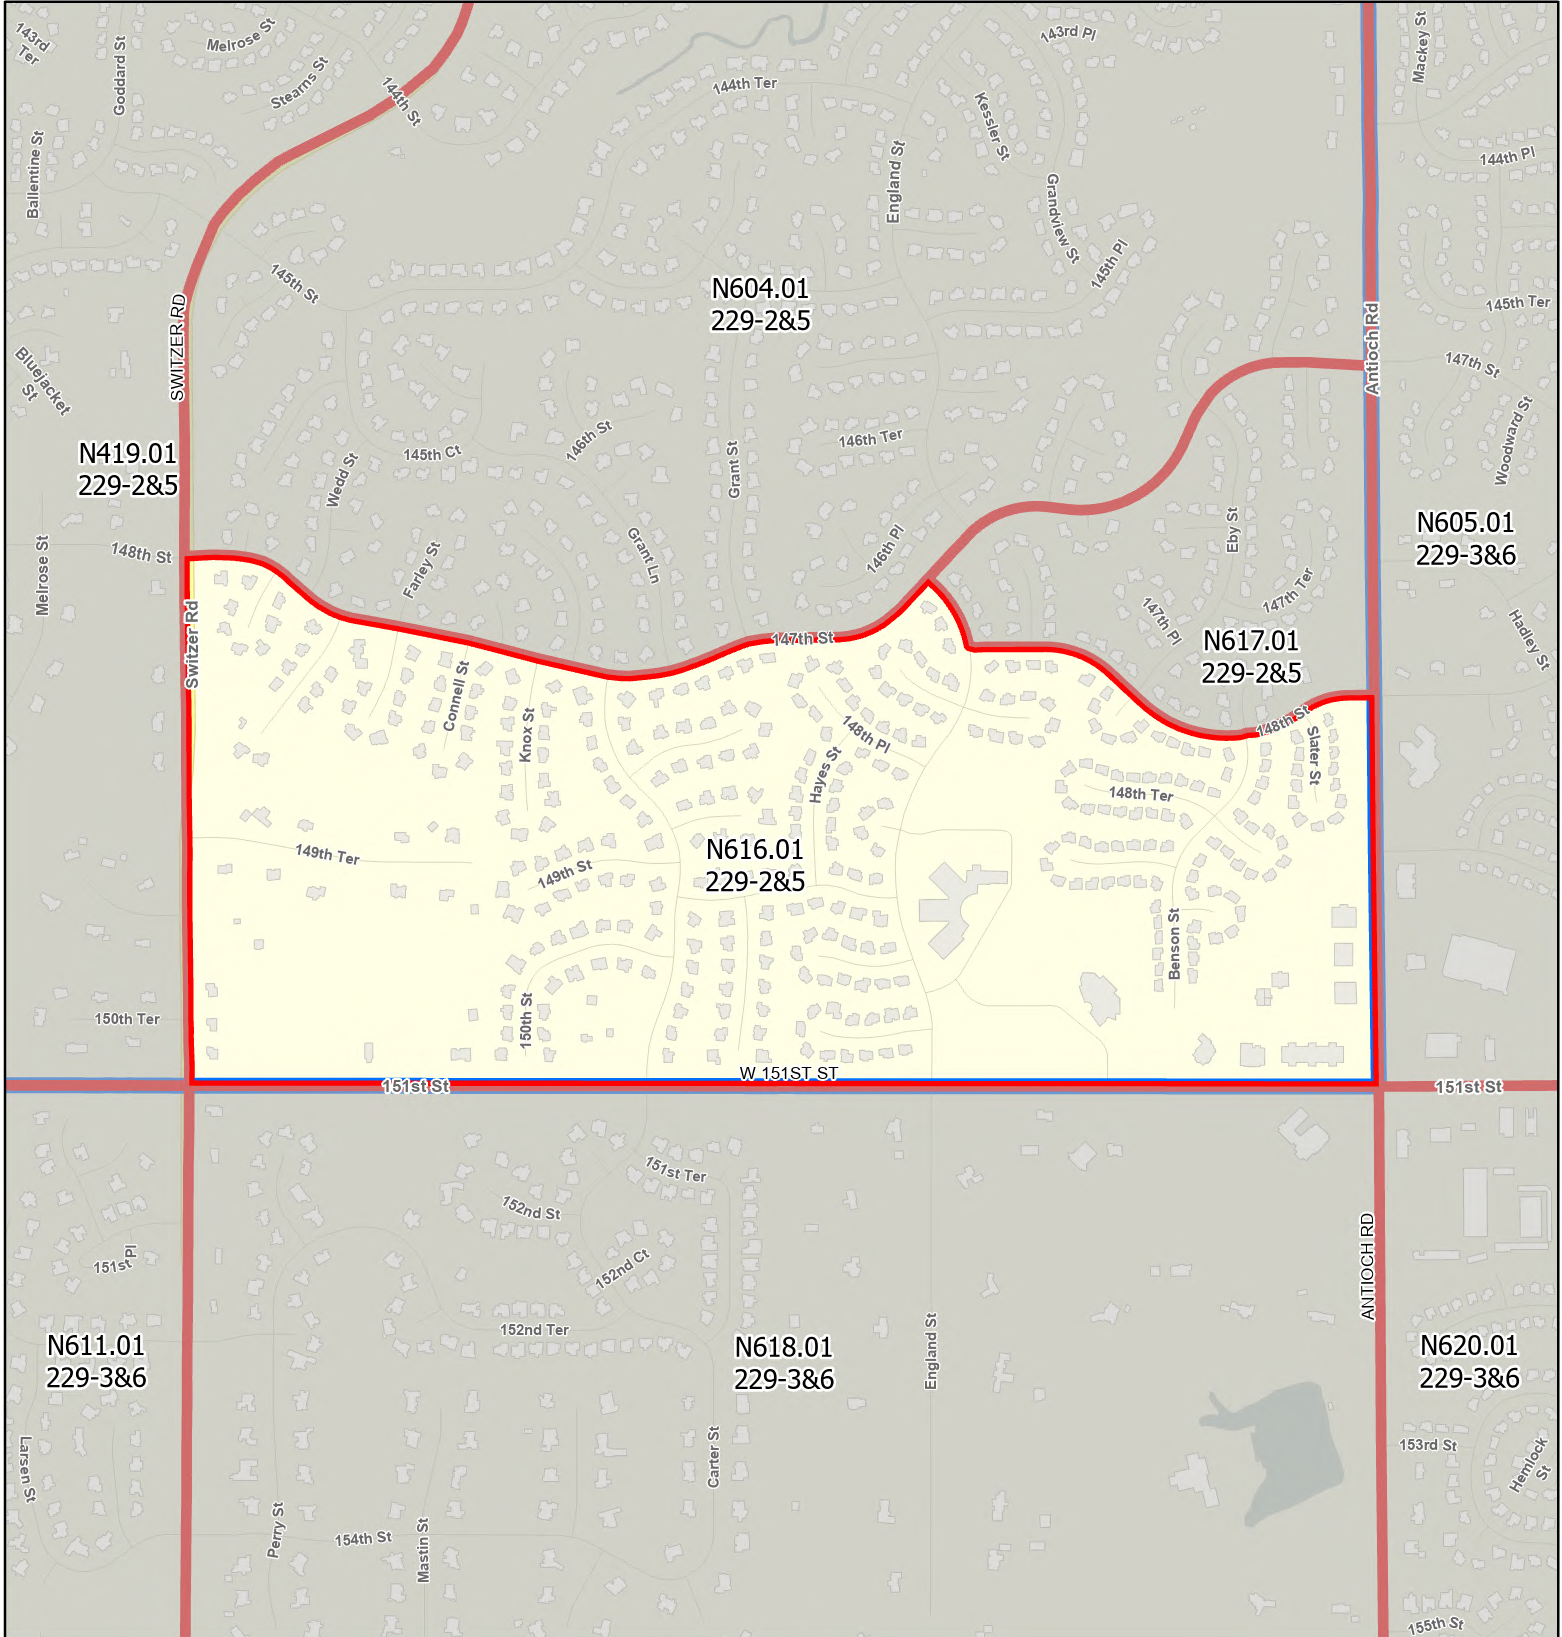 143rd
Ter
Goddard St
Melrose St
Stearns St
144th St
144th Ter
143rd Pl
Mackey St
Kessler St
144th Pl
Ballentine St
England St
Grandview St
145th Pl
145th St
N604.01
229-2&5
145th Ter
SWITZER RD
Antioch Rd
Bluejacket
St
147th St
Woodward St
N419.01
229-2&5
Wedd St
145th Ct
146th St
Grant St
146th Ter
146th Pl
Eby St
N605.01
229-3&6
148th St
Melrose St
Farley St
Grant Ln
147th Ter
147th Pl
N617.01
229-2&5
Hadley St
Switzer Rd
147th St
Connell St
Knox St
148th Pl
148th St
Slater St
Hayes St
148th Ter
149th Ter
149th St
N616.01
229-2&5
Benson St
150th Ter
150th St
W 151ST ST
151st St
151st St
151st Ter
152nd St
151st Pl
152nd Ct
ANTIOCH RD
152nd Ter
England St
N611.01
229-3&6
N618.01
229-3&6
N620.01
229-3&6
Larsen St
Carter St
153rd St
Hemlock
St
Perry St
154th St
Mastin St
155th St